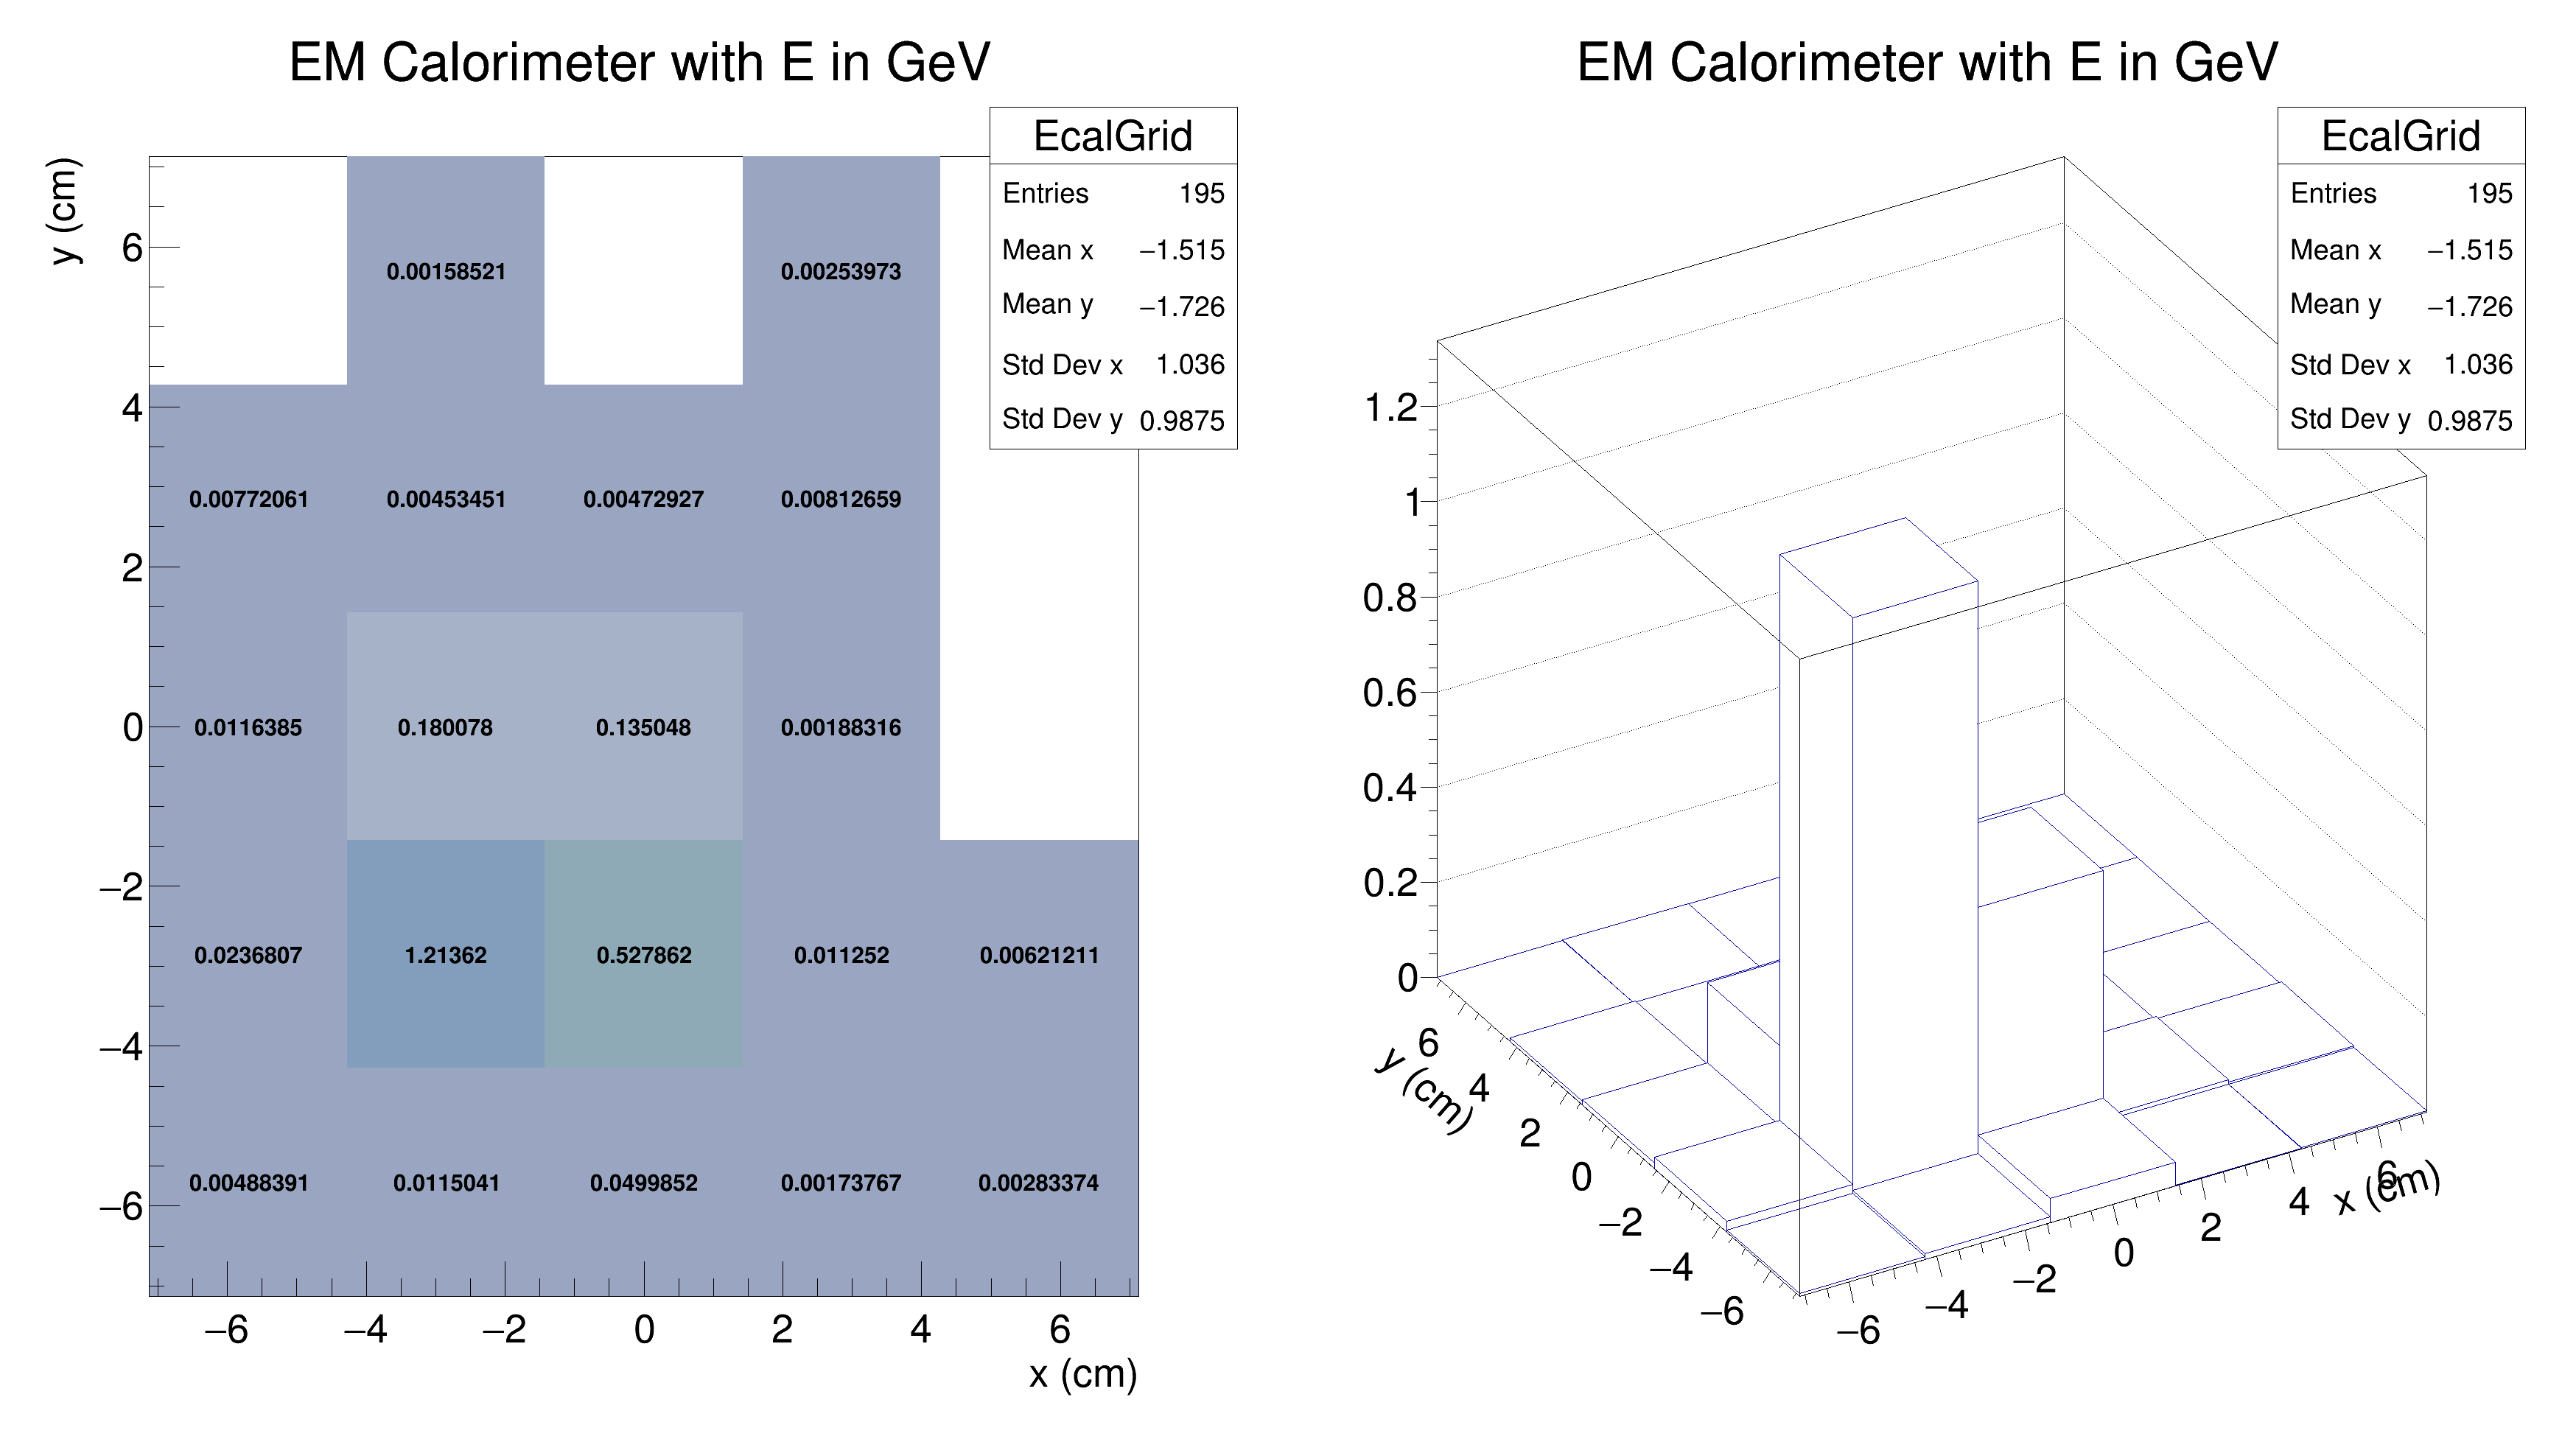 EM Calorimeter with E in GeV
EcalGrid
Entries 195
Mean x −1.515
Mean y −1.726
Std Dev x 1.036
Std Dev y 0.9875
y (cm)
6
4
2
0
−2
−4
−6
0.00158521 0.00253973
0.00772061 0.00453451 0.00472927 0.00812659
0.0116385 0.180078 0.135048 0.00188316
0.0236807 1.21362 0.527862 0.011252 0.00621211
0.00488391 0.0115041 0.0499852 0.00173767 0.00283374
−6 −4 −2 0 2 4 6
x (cm)
EM Calorimeter with E in GeV
EcalGrid
Entries 195
Mean x −1.515
Mean y −1.726
Std Dev x 1.036
Std Dev y 0.9875
1.2
1
0.8
0.6
0.4
0.2
0
y (cm)
6
4
2
0
−2
−4
−6
−6
−4
−2
0
2
4
6
x (cm)